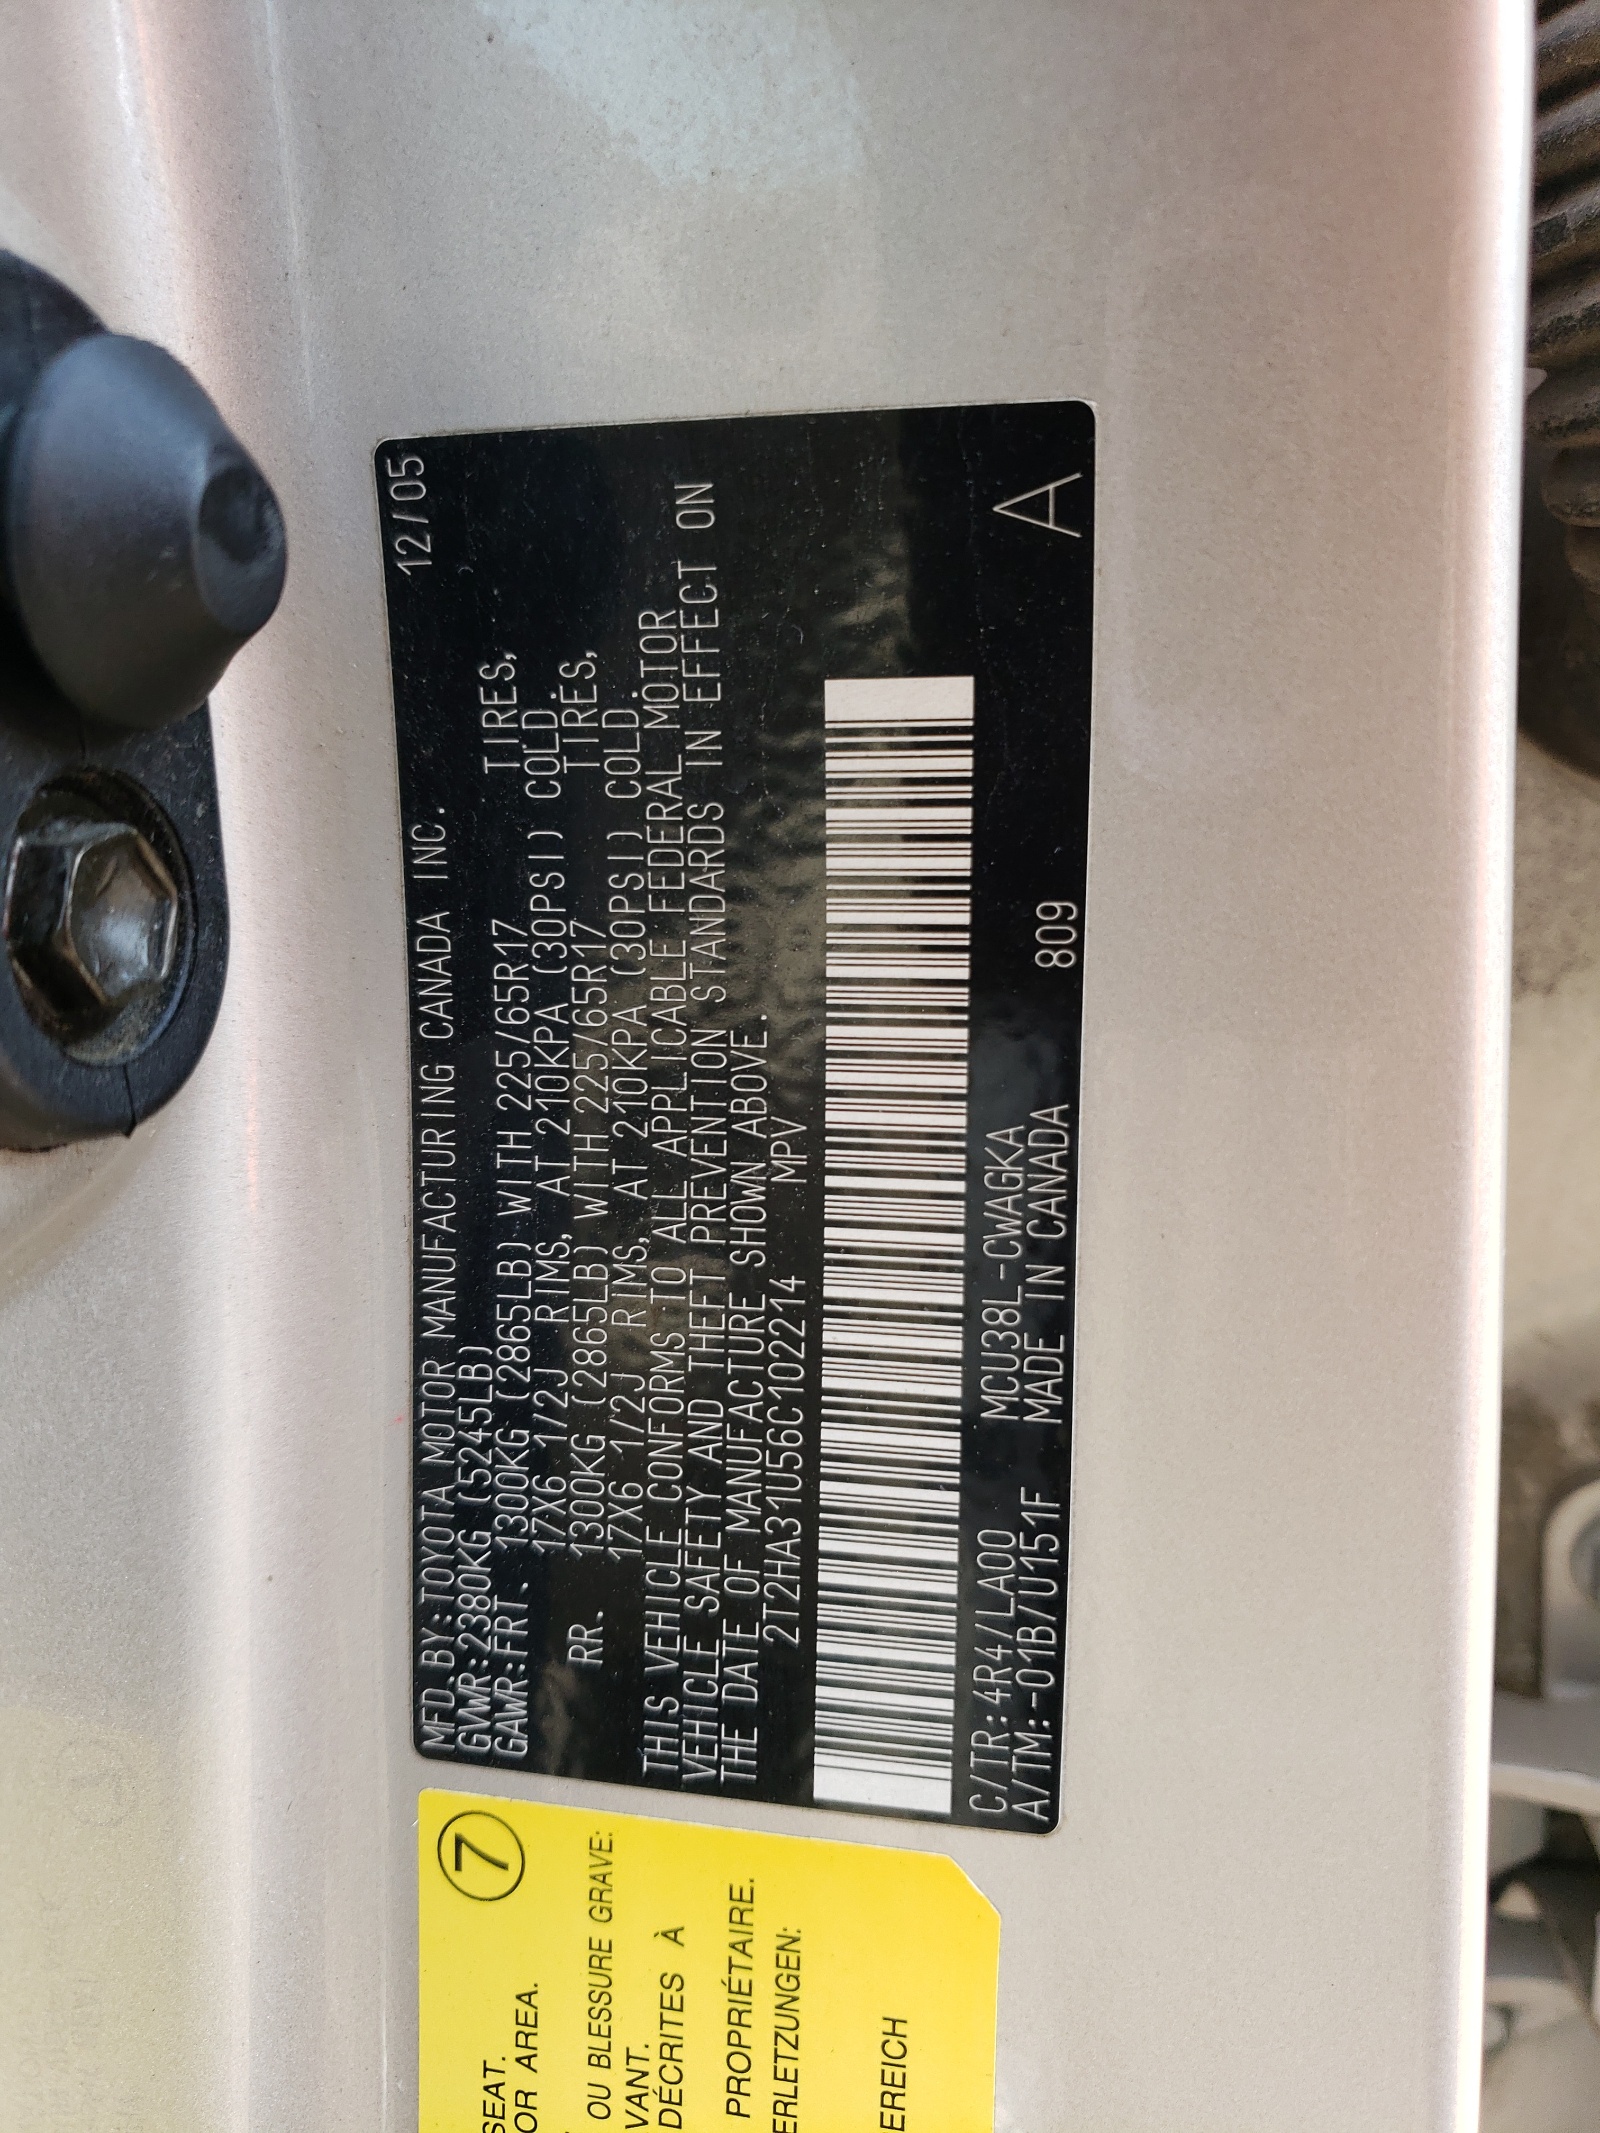 MFD.BY:TOYOTA MOTOR MANUFACTURING CANADA INC. 12/05
GVWR:2380KG (5245LB)
GAWR:FRT. 1300KG (2865LB) WITH 225/65R17 TIRES,
17X6 1/2J RIMS, AT 210KPA (30PSI) COLD.
RR. 1300KG (2865LB) WITH 225/65R17 TIRES,
17X6 1/2J RIMS, AT 210KPA (30PSI) COLD.
THIS VEHICLE CONFORMS TO ALL APPLICABLE FEDERAL MOTOR
VEHICLE SAFETY AND THEFT PREVENTION STANDARDS IN EFFECT ON
THE DATE OF MANUFACTURE SHOWN ABOVE.
2T2HA31U56C102214 MPV
C/TR:4R4/LA00 MCU38L-CWAGKA
A/TM:-01B/U151F MADE IN CANADA 809
A
7
SEAT.
OR AREA.
OU BLESSURE GRAVE:
VANT.
DÉCRITES À
PROPRIÉTAIRE.
ERLETZUNGEN:
EREICH